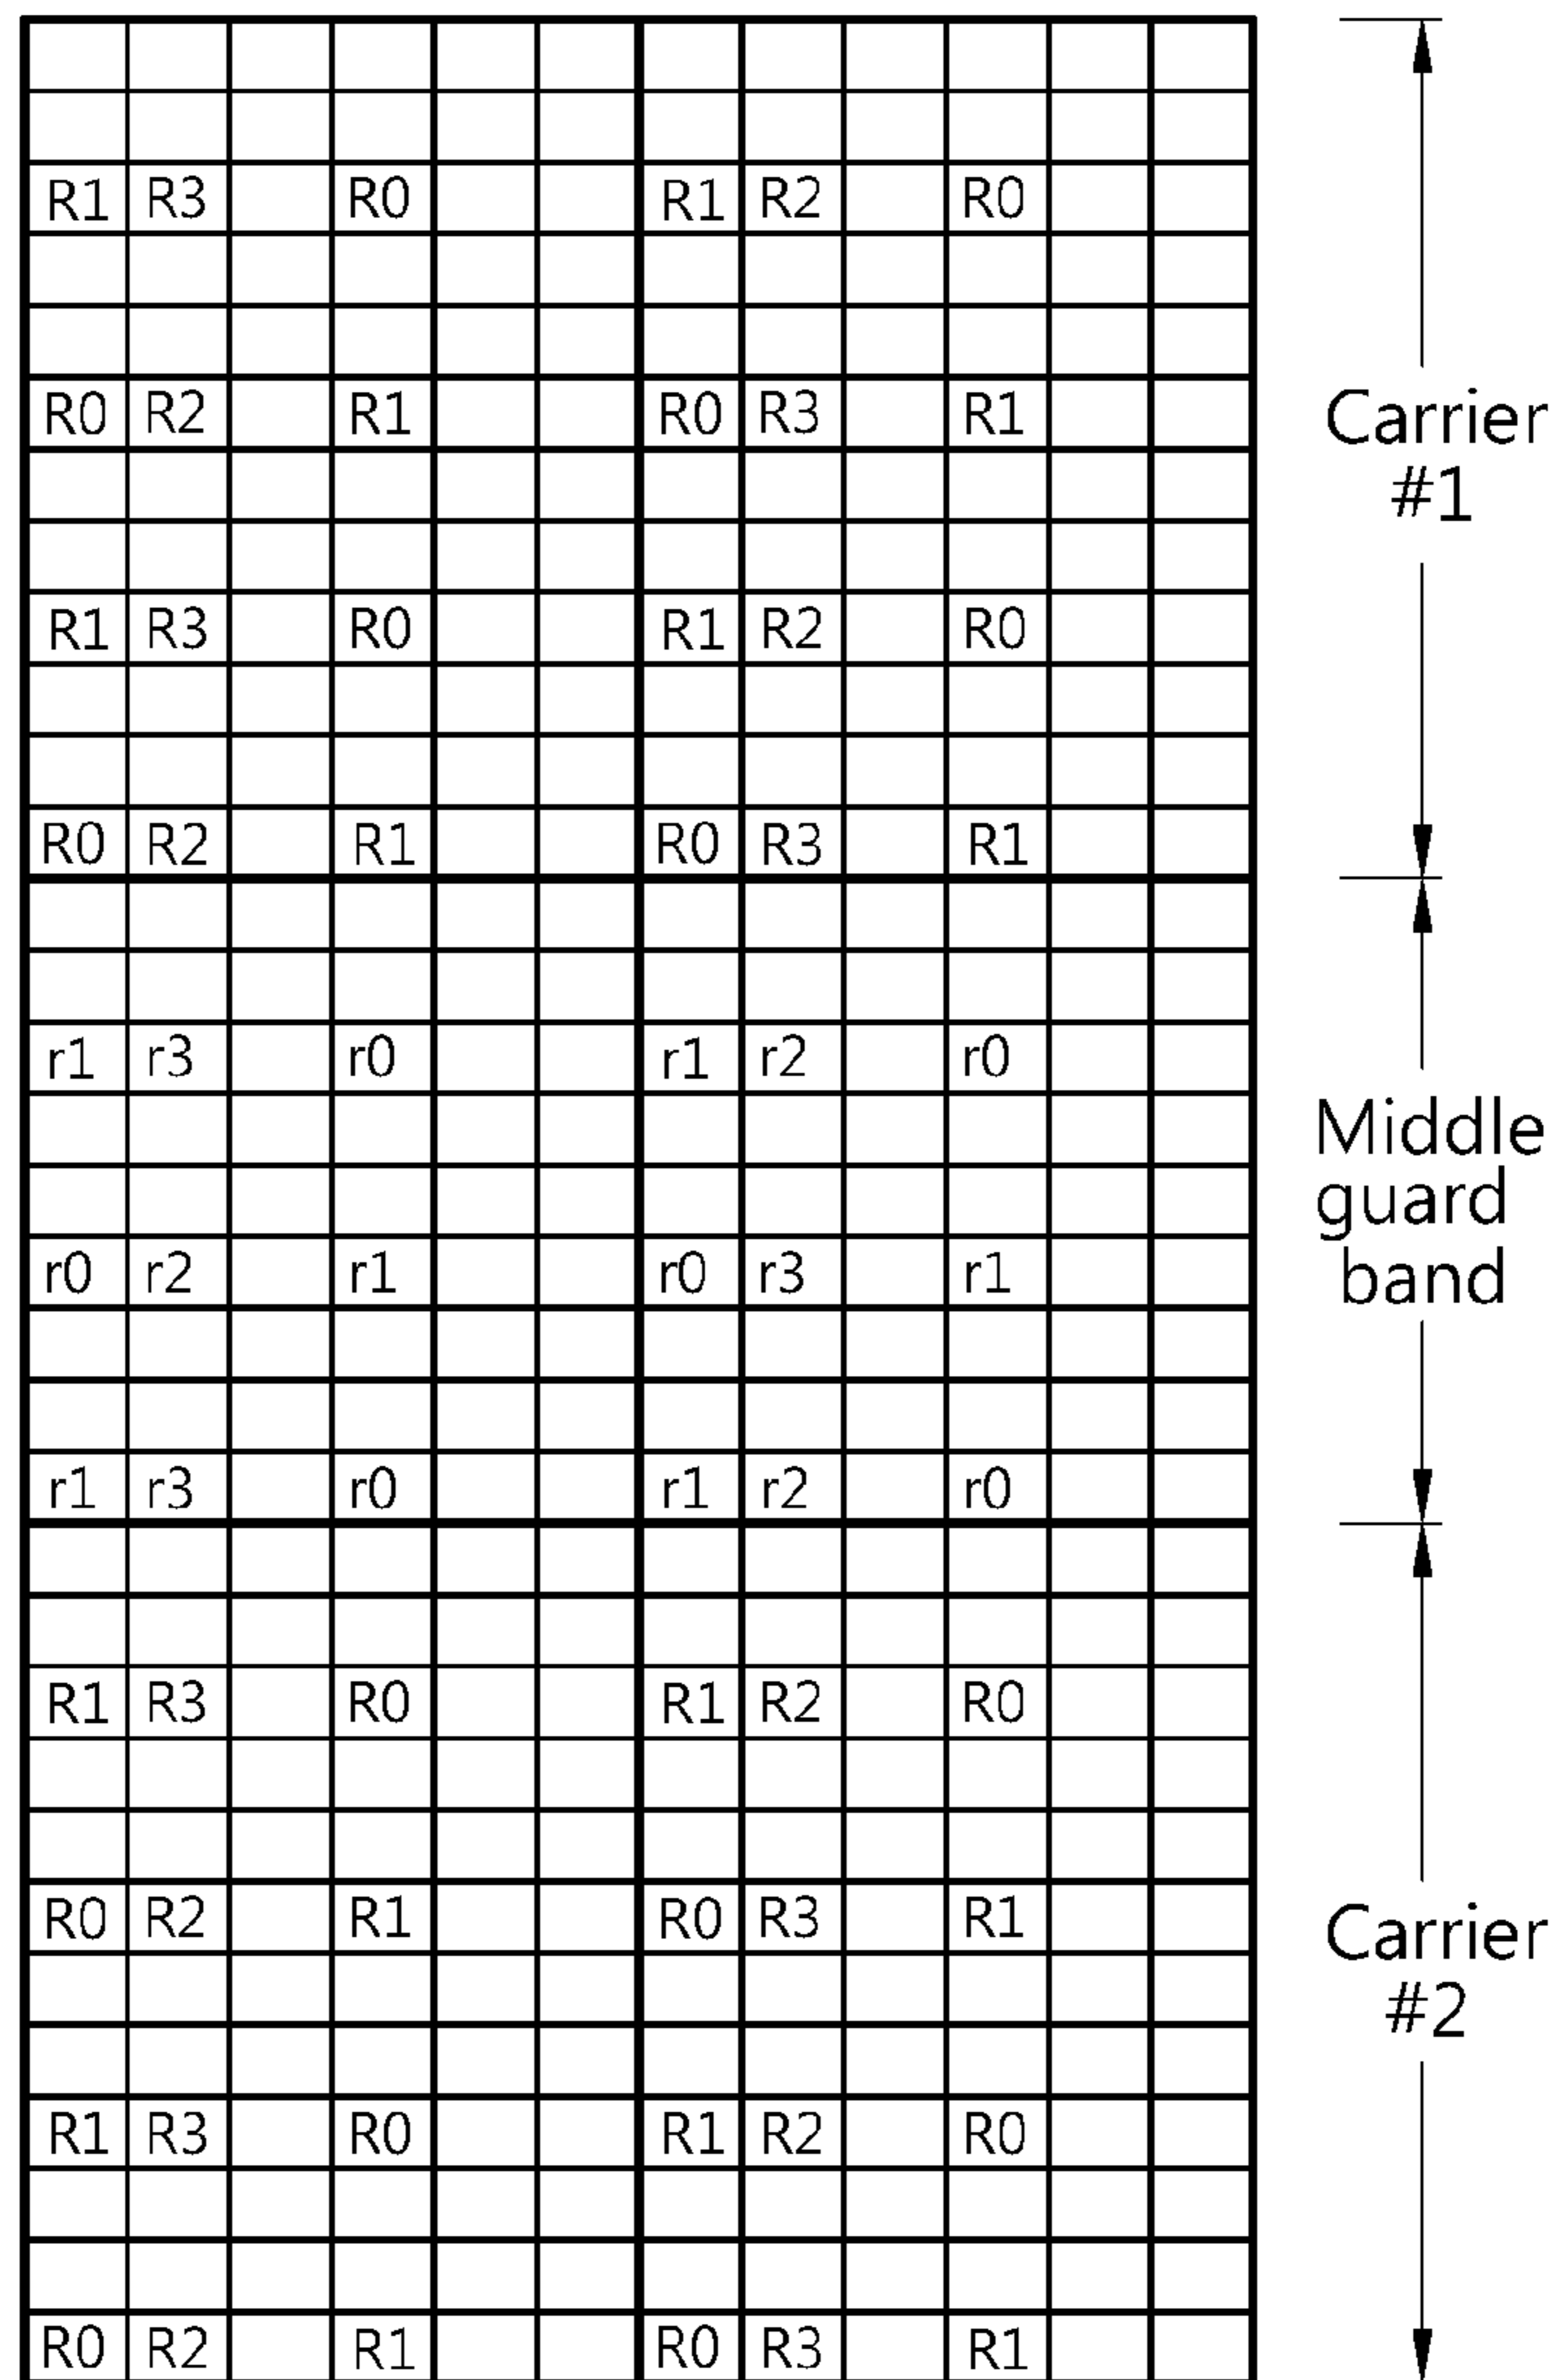 R1 R3 R0 R1 R2 R0
R0 R2 R1 R0 R3 R1
Carrier
#1
R1 R3 R0 R1 R2 R0
R0 R2 R1 R0 R3 R1
r1 r3 r0 r1 r2 r0
Middle
guard
band
r0 r2 r1 r0 r3 r1
r1 r3 r0 r1 r2 r0
R1 R3 R0 R1 R2 R0
R0 R2 R1 R0 R3 R1
Carrier
#2
R1 R3 R0 R1 R2 R0
R0 R2 R1 R0 R3 R1